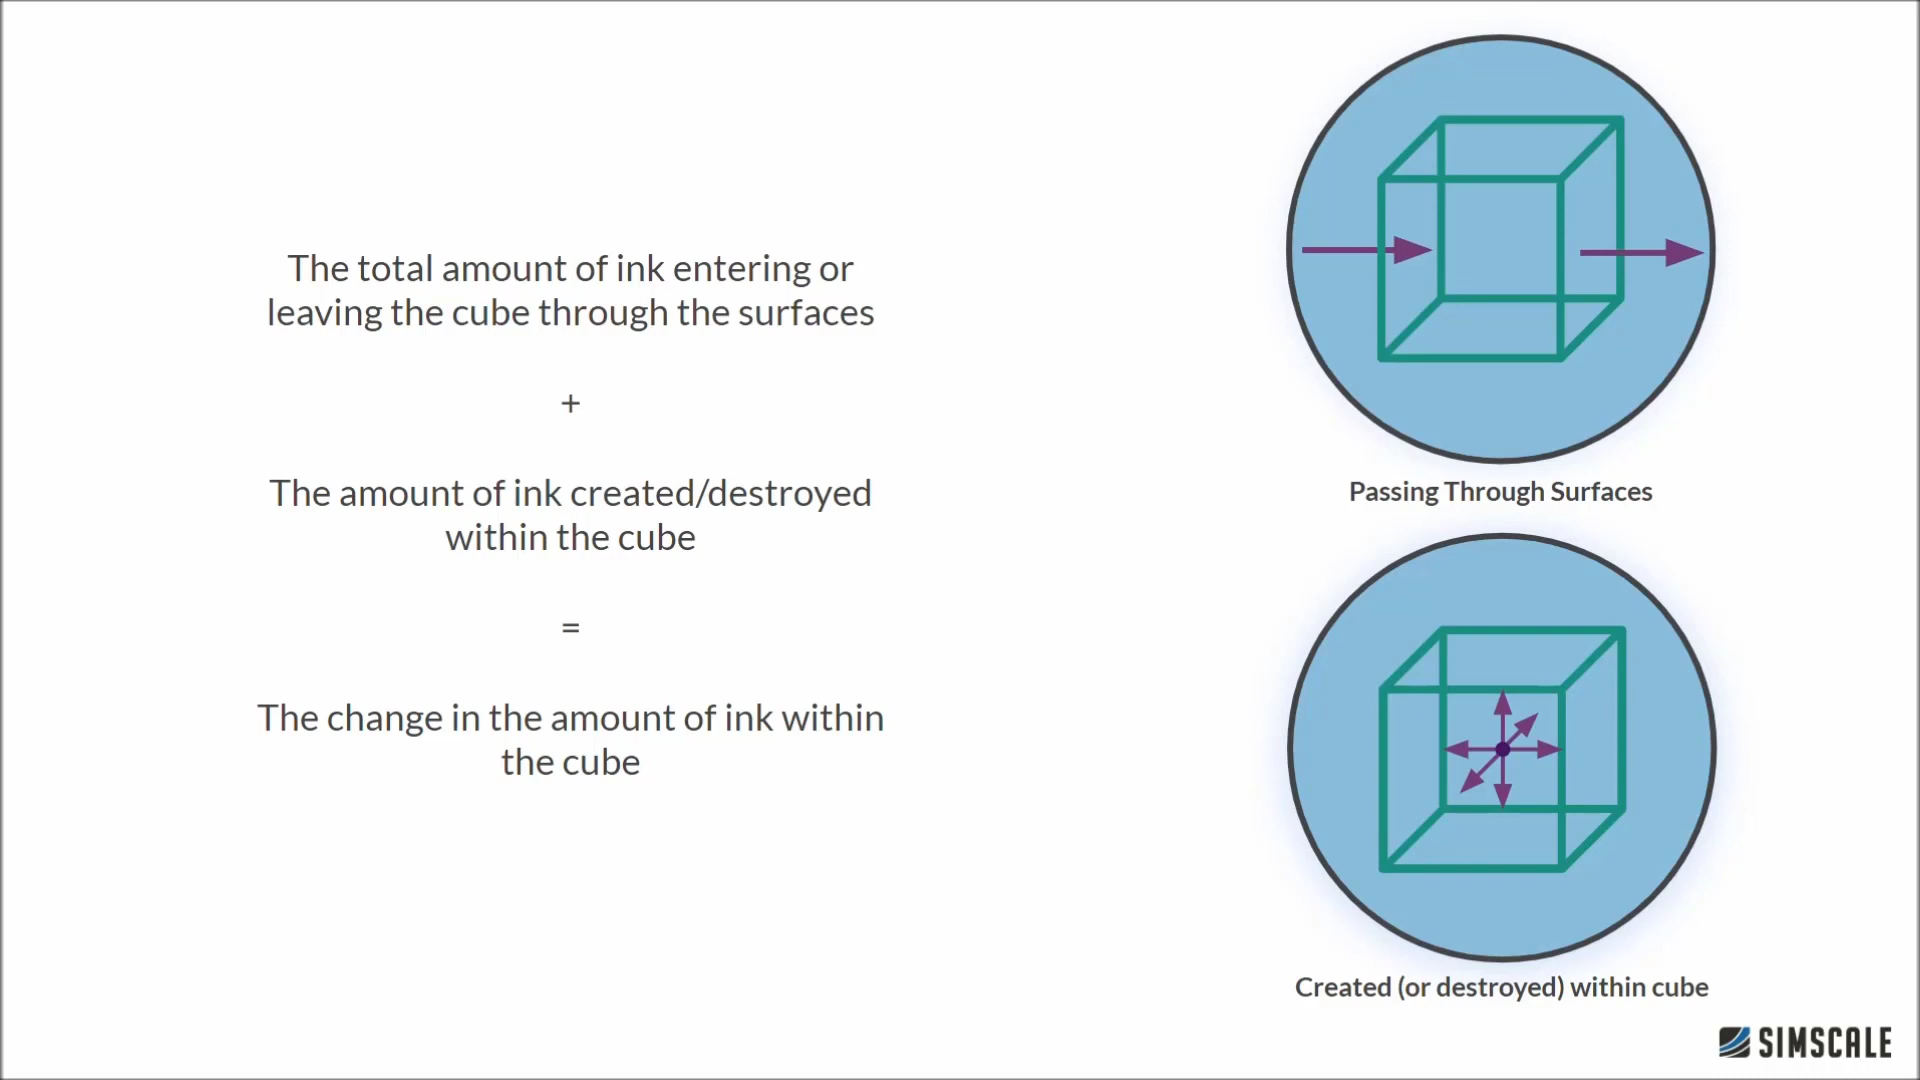 The total amount of ink entering or
leaving the cube through the surfaces
+
The amount of ink created/destroyed
within the cube
=
The change in the amount of ink within
the cube
Passing Through Surfaces
Created (or destroyed) within cube
SIMSCALE